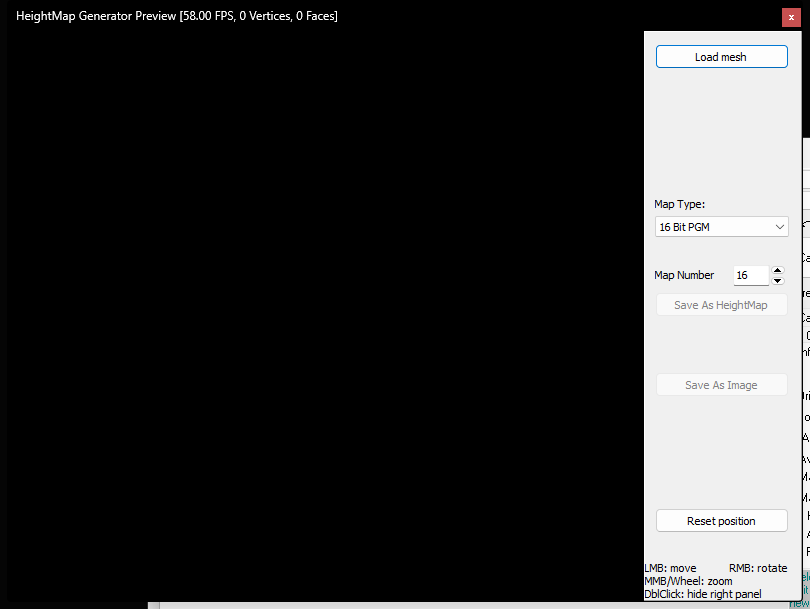 HeightMap Generator Preview [58.00 FPS, 0 Vertices, 0 Faces]
x
Load mesh
Map Type:
16 Bit PGM
Map Number 16
Save As HeightMap
Save As Image
Reset position
LMB: move RMB: rotate
MMB/Wheel: zoom
DblClick: hide right panel